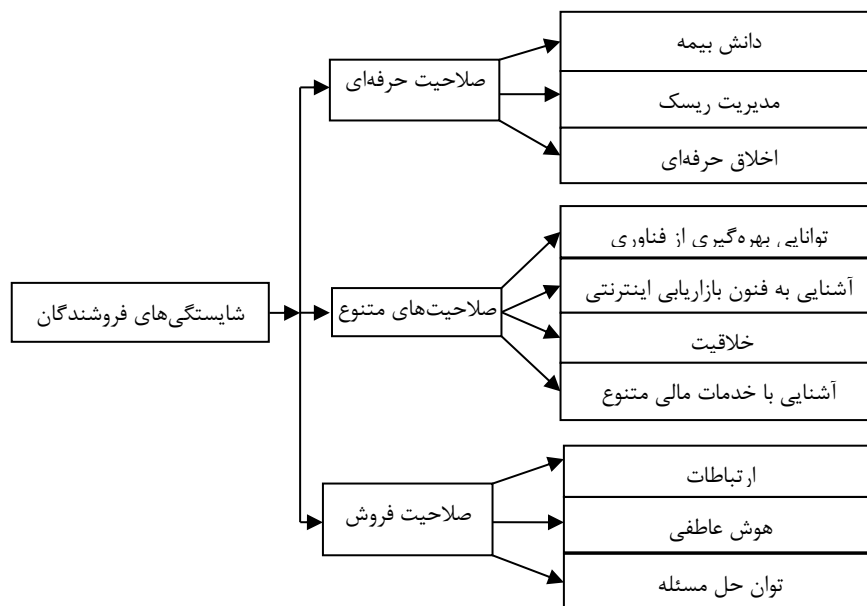 شایستگی‌های فروشندگان
صلاحیت حرفه‌ای
دانش بیمه
مدیریت ریسک
اخلاق حرفه‌ای
صلاحیت‌های متنوع
توانایی بهره‌گیری از فناوری
آشنایی به فنون بازاریابی اینترنتی
خلاقیت
آشنایی با خدمات مالی متنوع
صلاحیت فروش
ارتباطات
هوش عاطفی
توان حل مسئله